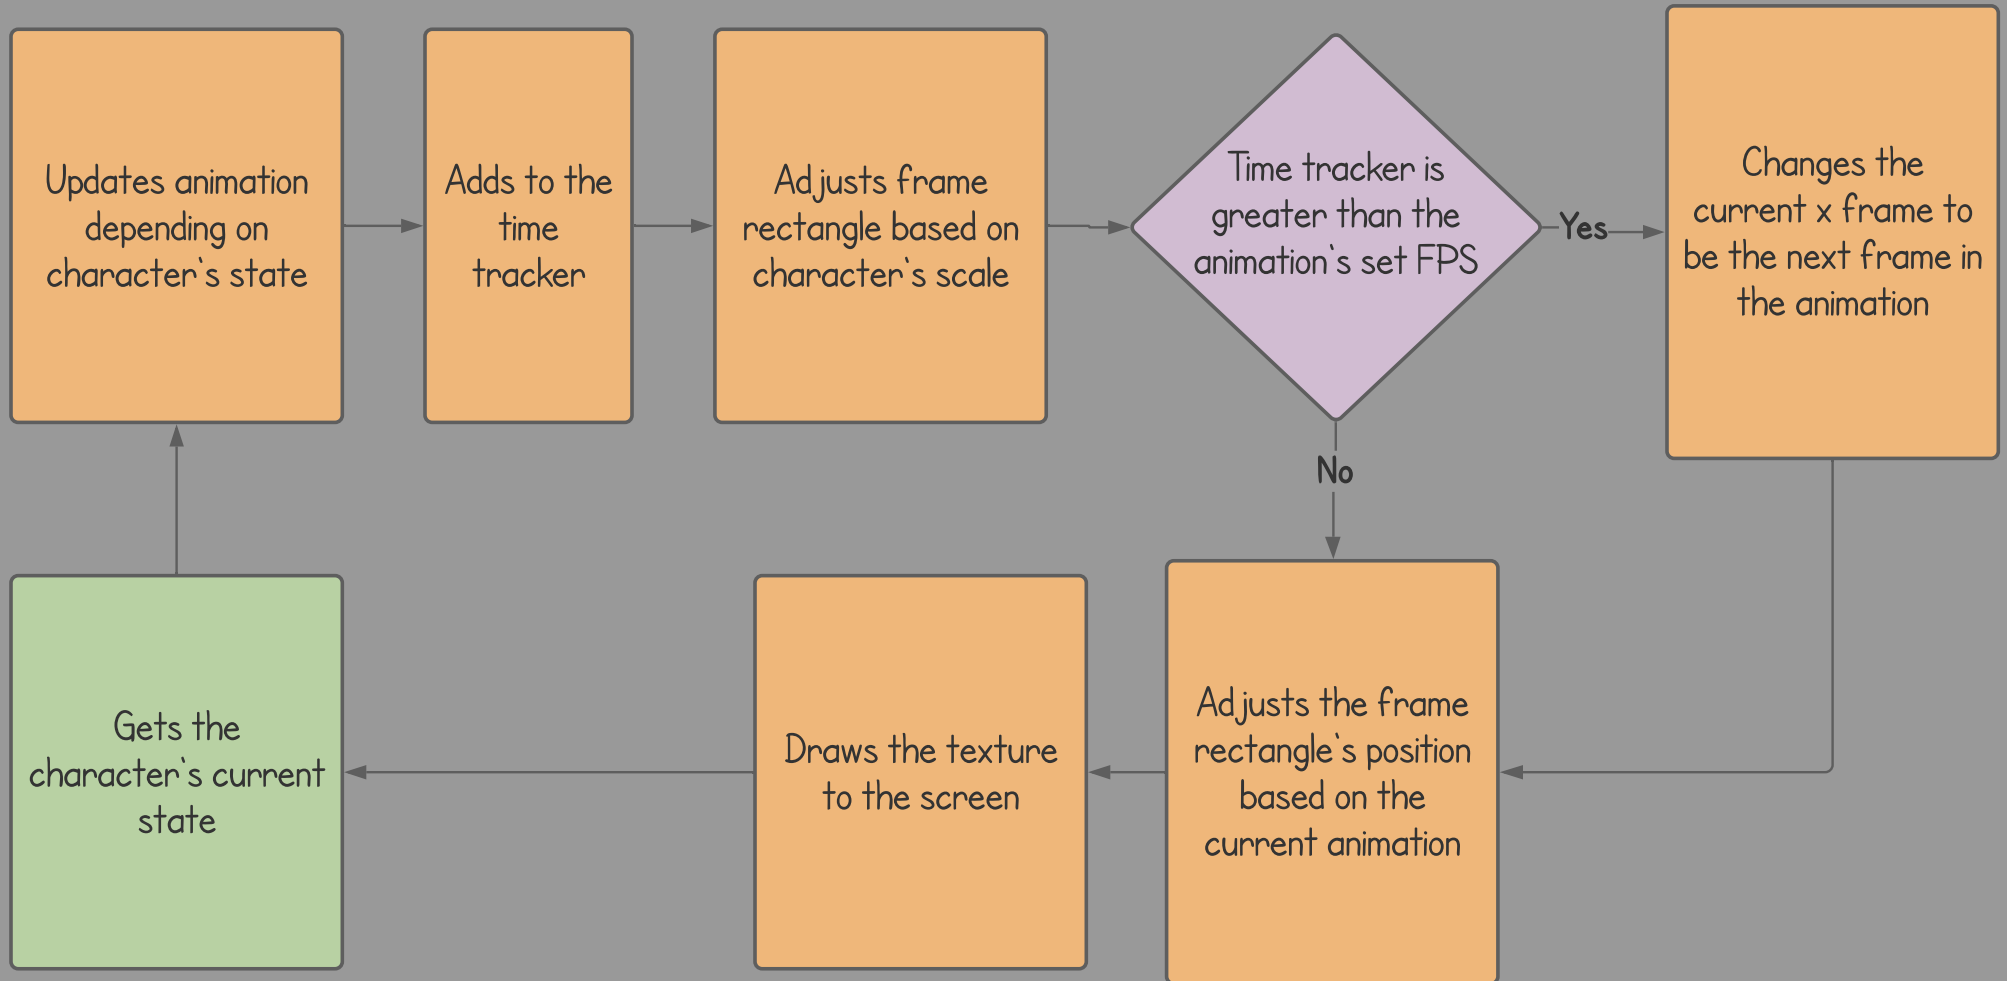 Updates animation
depending on
character`s state
Adds to the
time
tracker
Adjusts frame
rectangle based on
character`s scale
Time tracker is
greater than the
animation`s set FPS
Yes
Changes the
current x frame to
be the next frame in
the animation
No
Gets the
character`s current
state
Draws the texture
to the screen
Adjusts the frame
rectangle`s position
based on the
current animation